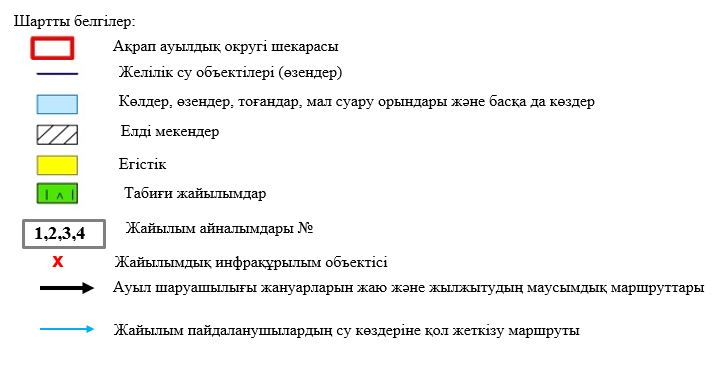 Шартты белгілер:
Ақрап ауылдық округі шекарасы
Желілік су объектілері (өзендер)
Көлдер, өзендер, тоғандар, мал суару орындары және басқа да көздер
Елді мекендер
Егістік
Табиғи жайылымдар
1,2,3,4 Жайылым айналымдары №
х Жайылымдық инфрақұрылым объектісі
Ауыл шаруашылығы жануарларын жаю және жылжытудың маусымдық маршруттары
Жайылым пайдаланушылардың су көздеріне қол жеткізу маршруты